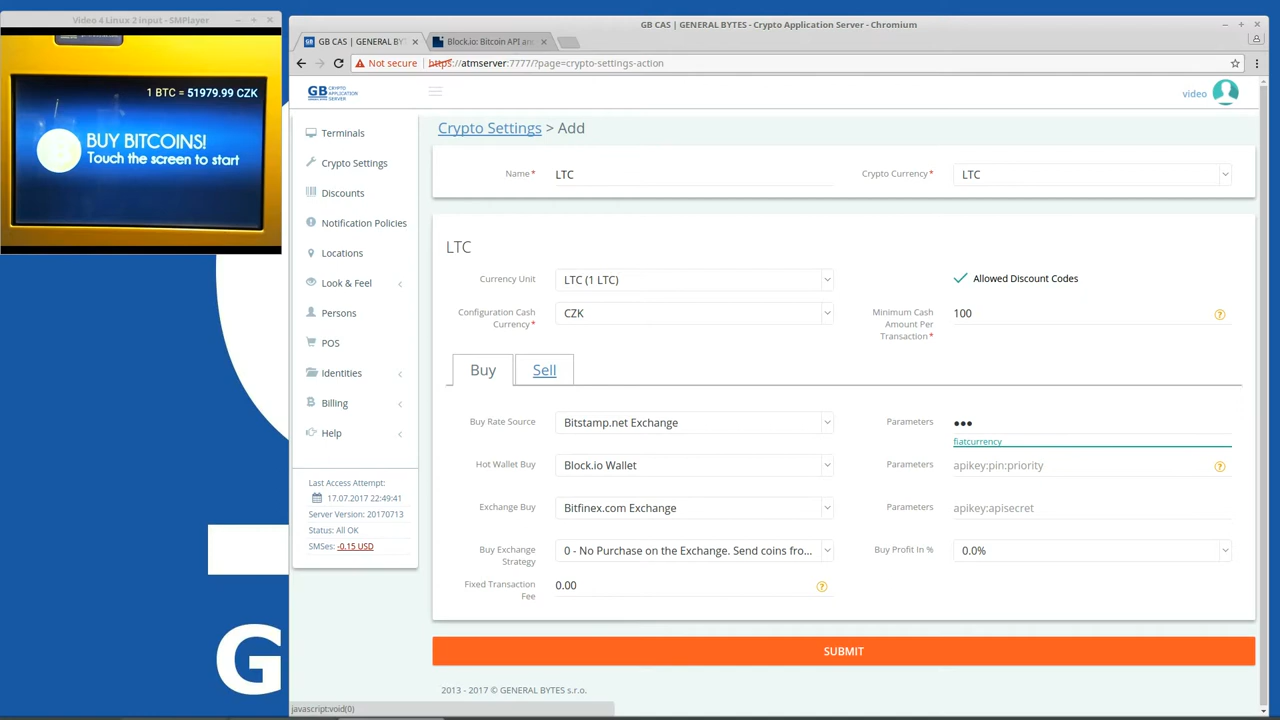 Video 4 Linux 2 input - SMPlayer
1 BTC = 51979.99 CZK
BUY BITCOINS!
Touch the screen to start
G
GB CAS | GENERAL BYTES - Crypto Application Server - Chromium
GB CAS | GENERAL BY
Block.io: Bitcoin API an
Not secure https://atmserver:7777/?page=crypto-settings-action
GB CRYPTO APPLICATION SERVER
video
Terminals
Crypto Settings
Discounts
Notification Policies
Locations
Look & Feel
Persons
POS
Identities
Billing
Help
Last Access Attempt:
17.07.2017 22:49:41
Server Version: 20170713
Status: All OK
SMSes: -0.15 USD
Crypto Settings > Add
Name* LTC
Crypto Currency* LTC
LTC
Currency Unit LTC (1 LTC)
Allowed Discount Codes
Configuration Cash Currency* CZK
Minimum Cash Amount Per Transaction* 100
Buy Sell
Buy Rate Source Bitstamp.net Exchange
Parameters •••
fiatcurrency
Hot Wallet Buy Block.io Wallet
Parameters apikey:pin:priority
Exchange Buy Bitfinex.com Exchange
Parameters apikey:apisecret
Buy Exchange Strategy 0 - No Purchase on the Exchange. Send coins fro...
Buy Profit In % 0.0%
Fixed Transaction Fee 0.00
SUBMIT
2013 - 2017 © GENERAL BYTES s.r.o.
javascript:void(0)